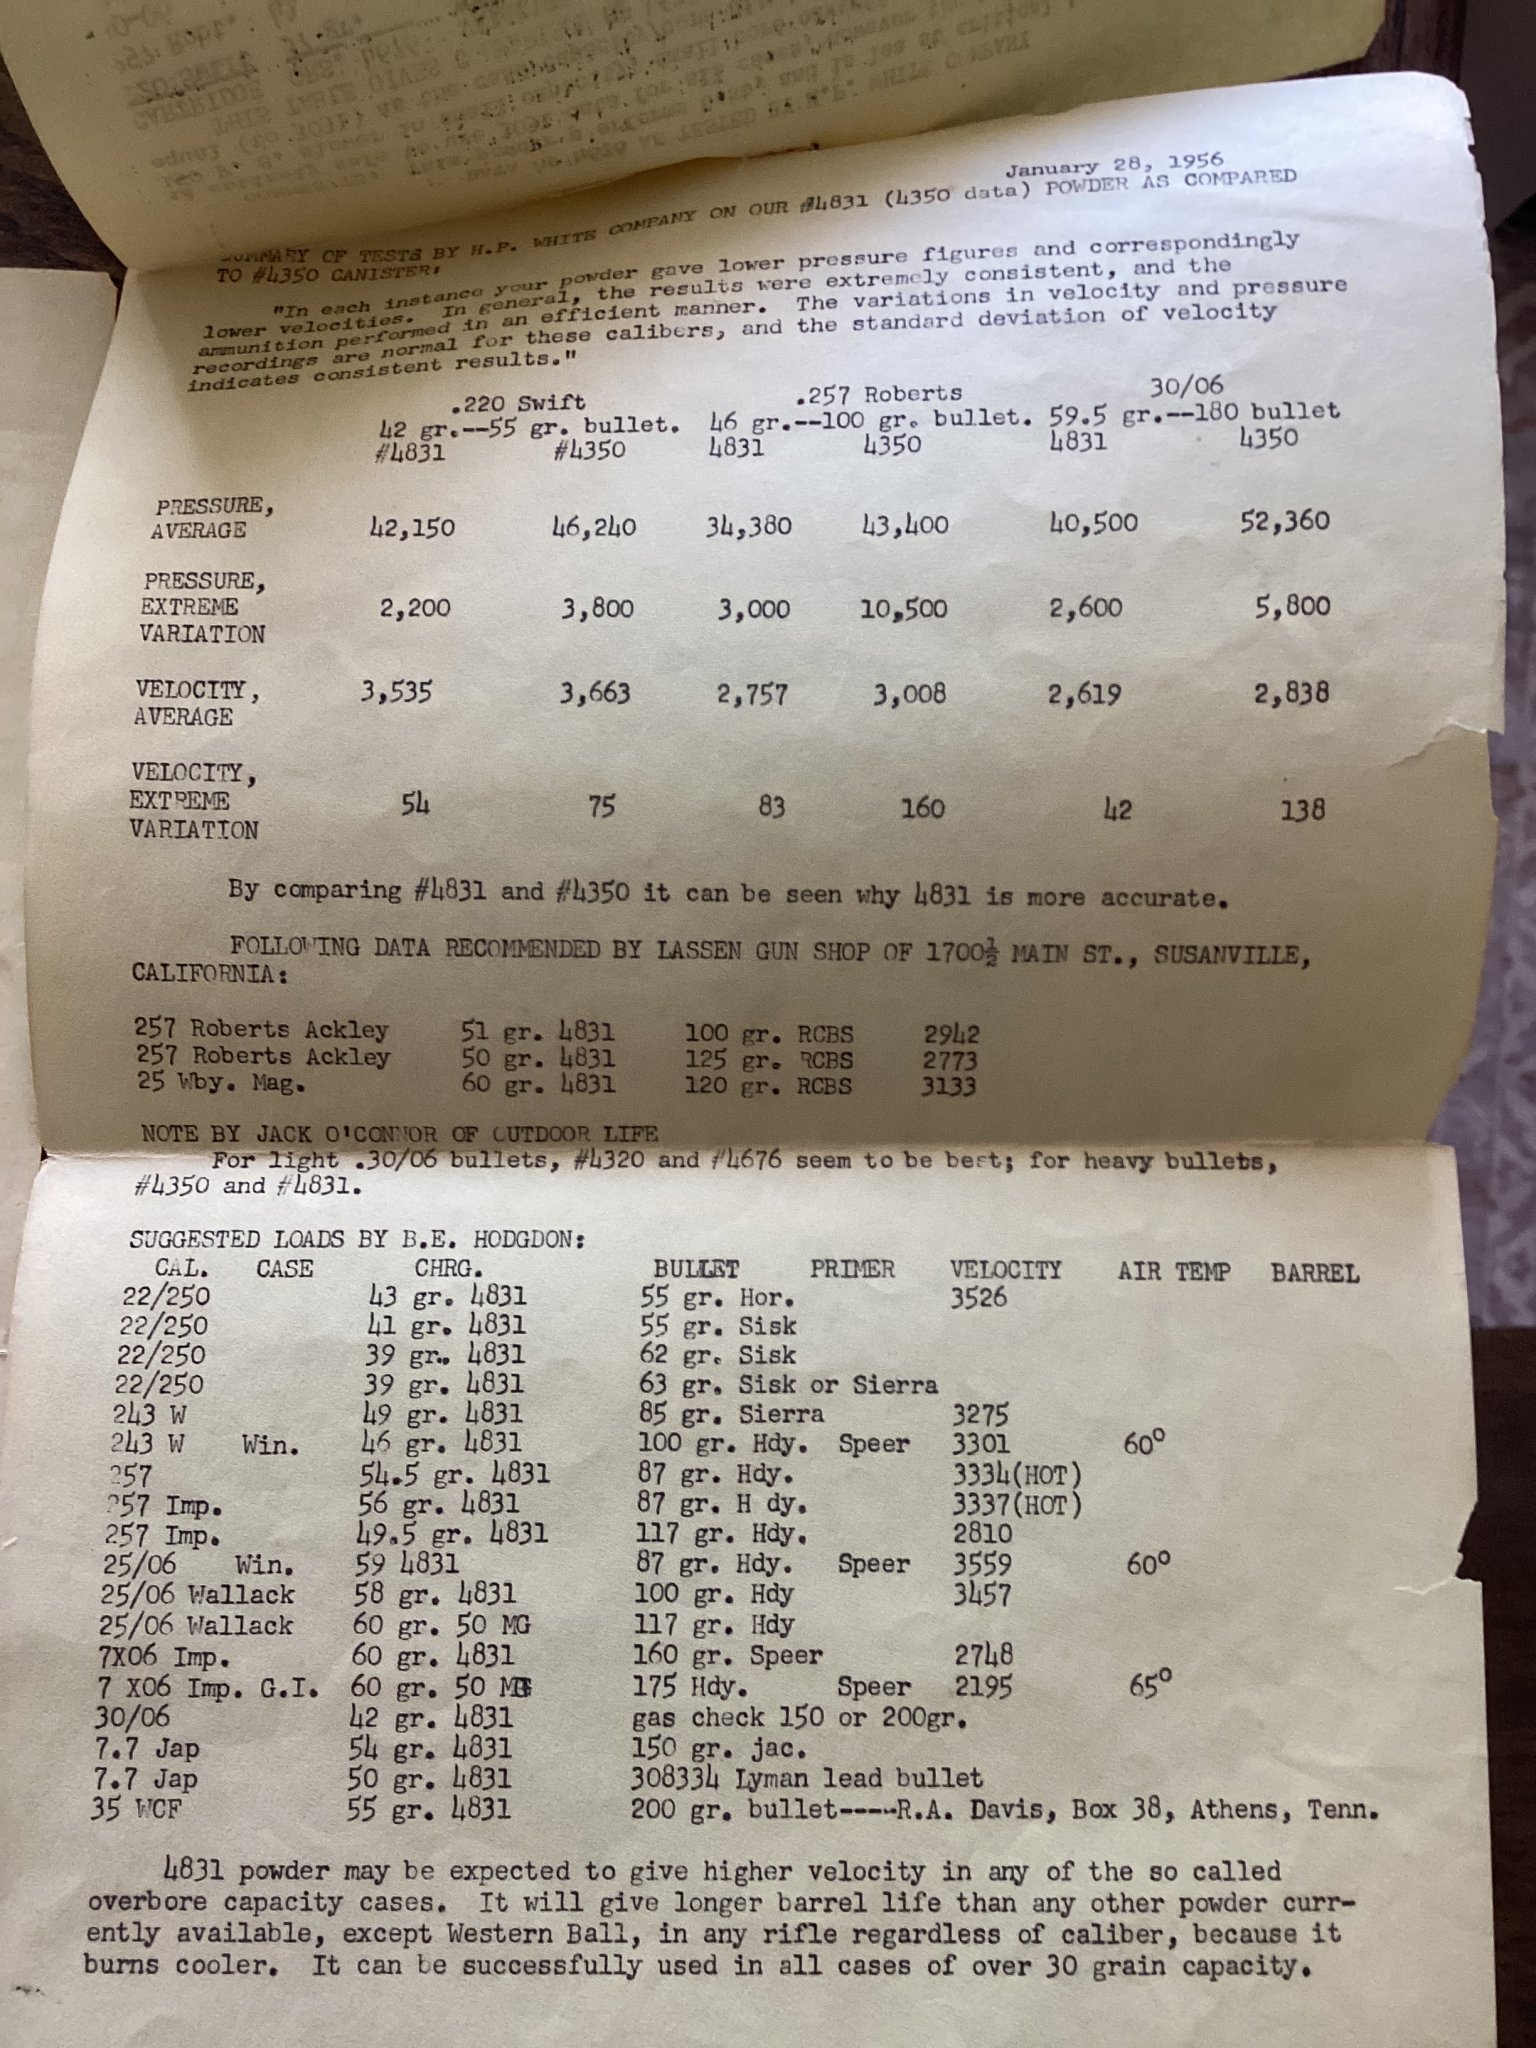 January 28, 1956
SUMMARY OF TESTS BY H.P. WHITE COMPANY ON OUR #4831 (4350 data) POWDER AS COMPARED
TO #4350 CANISTER:
"In each instance your powder gave lower pressure figures and correspondingly
lower velocities. In general, the results were extremely consistent, and the
ammunition performed in an efficient manner. The variations in velocity and pressure
recordings are normal for these calibers, and the standard deviation of velocity
indicates consistent results."
.220 Swift .257 Roberts 30/06
42 gr.--55 gr. bullet. 46 gr.--100 gr. bullet. 59.5 gr.--180 bullet
#4831 #4350 4831 4350 4831 4350
PRESSURE,
AVERAGE 42,150 46,240 34,380 43,400 40,500 52,360
PRESSURE,
EXTREME 2,200 3,800 3,000 10,500 2,600 5,800
VARIATION
VELOCITY, 3,535 3,663 2,757 3,008 2,619 2,838
AVERAGE
VELOCITY,
EXTREME 54 75 83 160 42 138
VARIATION
By comparing #4831 and #4350 it can be seen why 4831 is more accurate.
FOLLOWING DATA RECOMMENDED BY LASSEN GUN SHOP OF 1700½ MAIN ST., SUSANVILLE,
CALIFORNIA:
257 Roberts Ackley 51 gr. 4831 100 gr. RCBS 2942
257 Roberts Ackley 50 gr. 4831 125 gr. RCBS 2773
25 Wby. Mag. 60 gr. 4831 120 gr. RCBS 3133
NOTE BY JACK O'CONNOR OF OUTDOOR LIFE
For light .30/06 bullets, #4320 and #4676 seem to be best; for heavy bullets,
#4350 and #4831.
SUGGESTED LOADS BY B.E. HODGDON:
CAL. CASE CHRG. BULLET PRIMER VELOCITY AIR TEMP BARREL
22/250 43 gr. 4831 55 gr. Hor. 3526
22/250 41 gr. 4831 55 gr. Sisk
22/250 39 gr. 4831 62 gr. Sisk
22/250 39 gr. 4831 63 gr. Sisk or Sierra
243 W 49 gr. 4831 85 gr. Sierra 3275
243 W Win. 46 gr. 4831 100 gr. Hdy. Speer 3301 60°
257 54.5 gr. 4831 87 gr. Hdy. 3334(HOT)
257 Imp. 56 gr. 4831 87 gr. H dy. 3337(HOT)
257 Imp. 49.5 gr. 4831 117 gr. Hdy. 2810
25/06 Win. 59 4831 87 gr. Hdy. Speer 3559 60°
25/06 Wallack 58 gr. 4831 100 gr. Hdy 3457
25/06 Wallack 60 gr. 50 MG 117 gr. Hdy
7X06 Imp. 60 gr. 4831 160 gr. Speer 2748
7 X06 Imp. G.I. 60 gr. 50 MG 175 Hdy. Speer 2195 65°
30/06 42 gr. 4831 gas check 150 or 200gr.
7.7 Jap 54 gr. 4831 150 gr. jac.
7.7 Jap 50 gr. 4831 308334 Lyman lead bullet
35 WCF 55 gr. 4831 200 gr. bullet-----R.A. Davis, Box 38, Athens, Tenn.
4831 powder may be expected to give higher velocity in any of the so called
overbore capacity cases. It will give longer barrel life than any other powder curr-
ently available, except Western Ball, in any rifle regardless of caliber, because it
burns cooler. It can be successfully used in all cases of over 30 grain capacity.